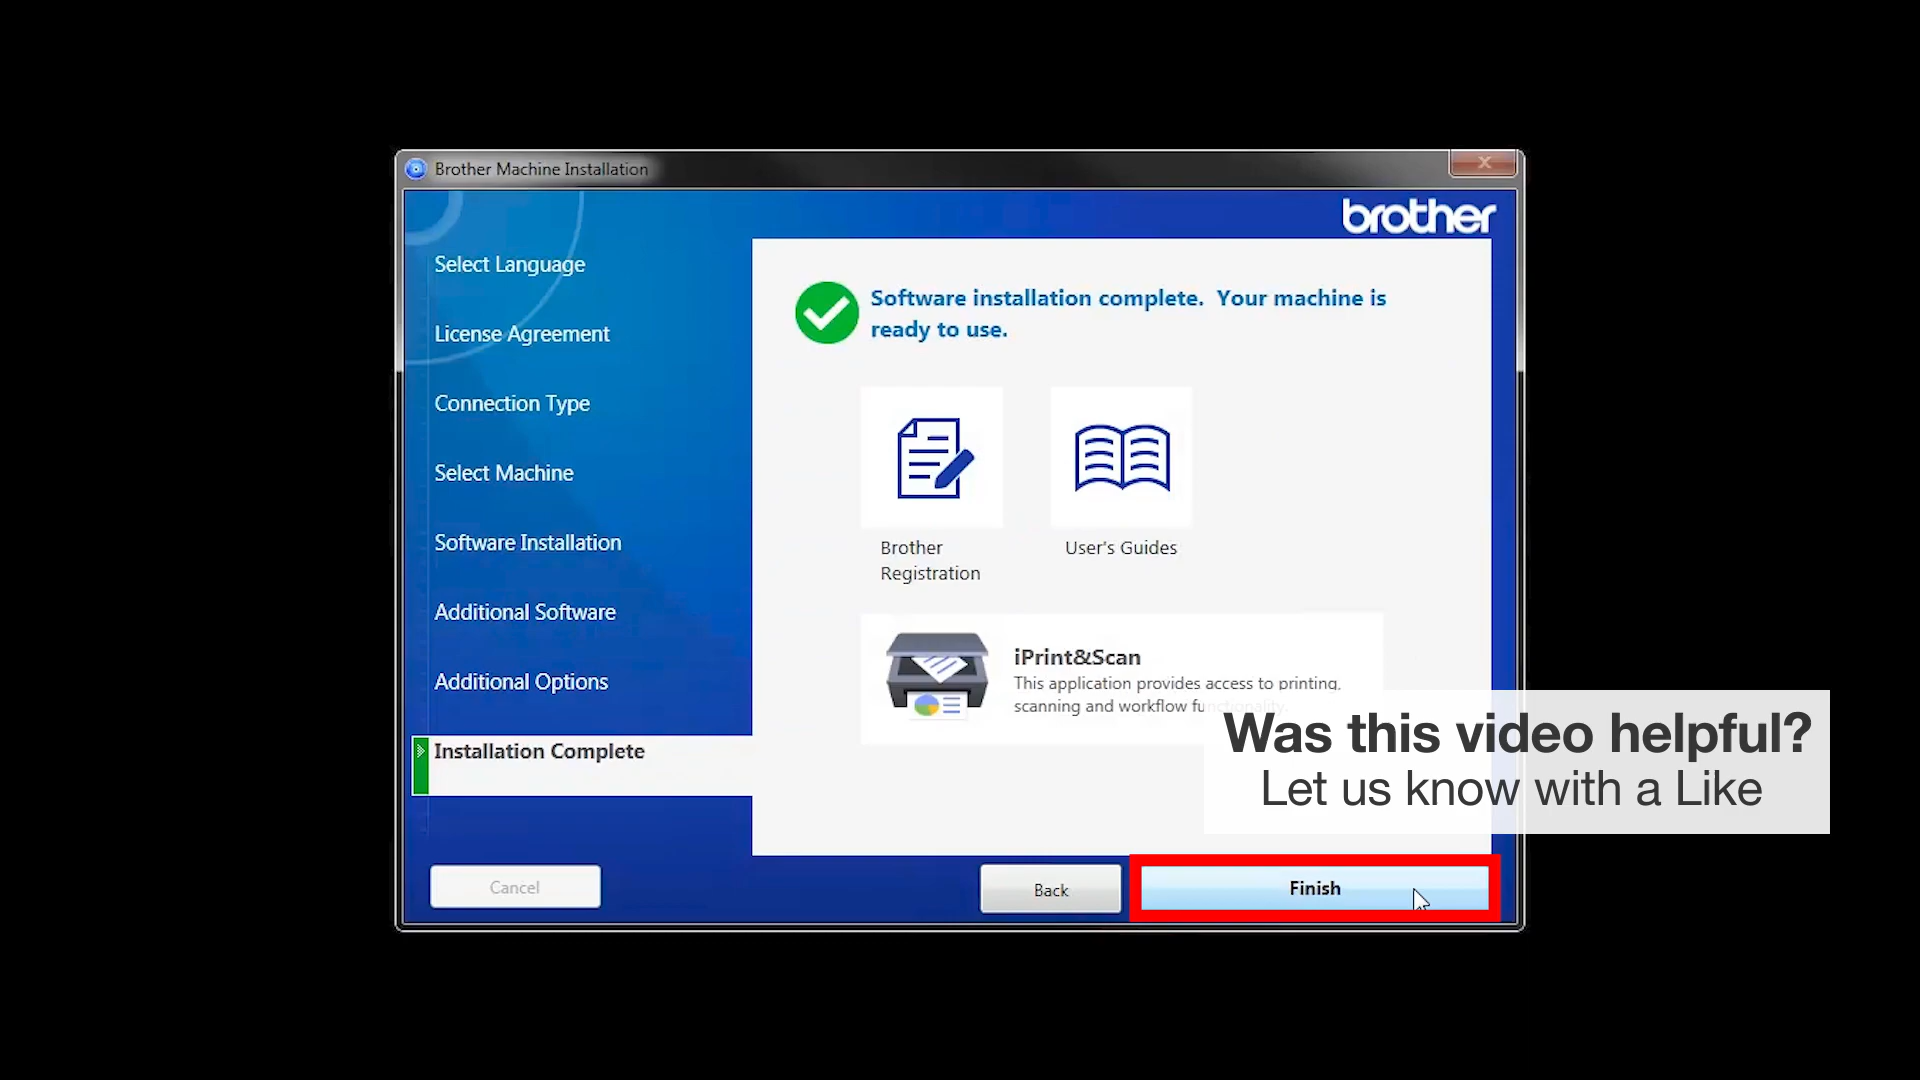 Brother Machine Installation
brother
Select Language
License Agreement
Connection Type
Select Machine
Software Installation
Additional Software
Additional Options
Installation Complete
Software installation complete. Your machine is
ready to use.
Brother
Registration
User's Guides
iPrint&Scan
This application provides access to printing,
scanning and workflow functionality.
Was this video helpful?
Let us know with a Like
Cancel
Back
Finish